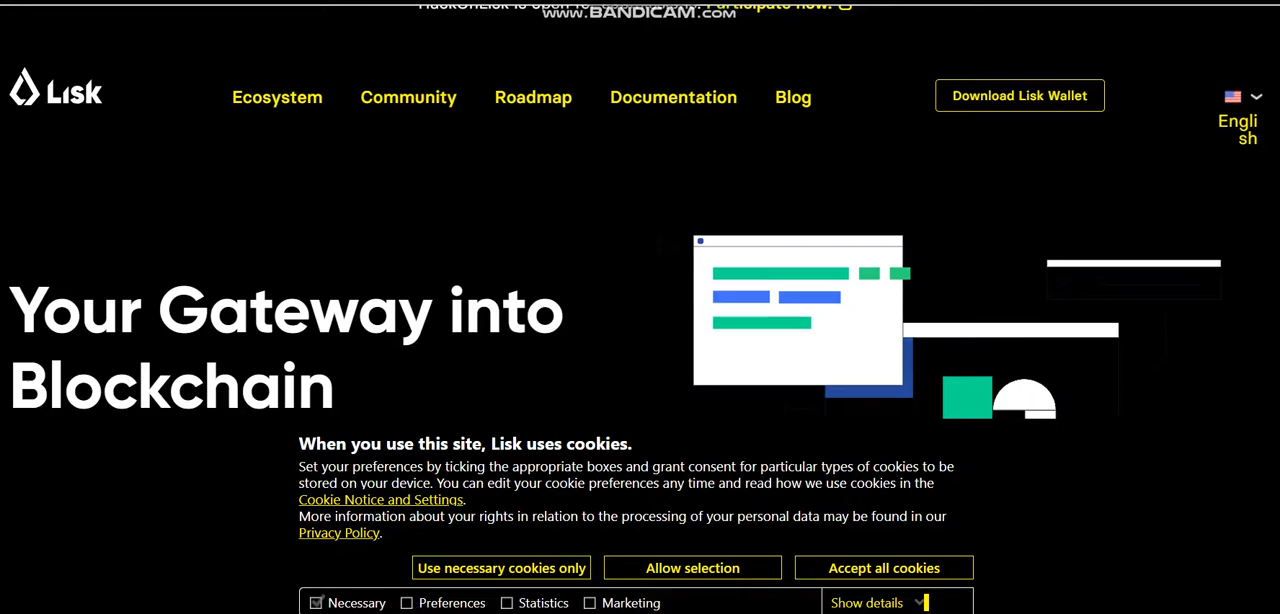 HackOnLisk is open for Participate now!
www.BANDICAM.com
Lisk
Ecosystem Community Roadmap Documentation Blog Download Lisk Wallet
Engli
sh
Your Gateway into
Blockchain
When you use this site, Lisk uses cookies.
Set your preferences by ticking the appropriate boxes and grant consent for particular types of cookies to be
stored on your device. You can edit your cookie preferences any time and read how we use cookies in the
Cookie Notice and Settings.
More information about your rights in relation to the processing of your personal data may be found in our
Privacy Policy.
Use necessary cookies only Allow selection Accept all cookies
Necessary Preferences Statistics Marketing Show details